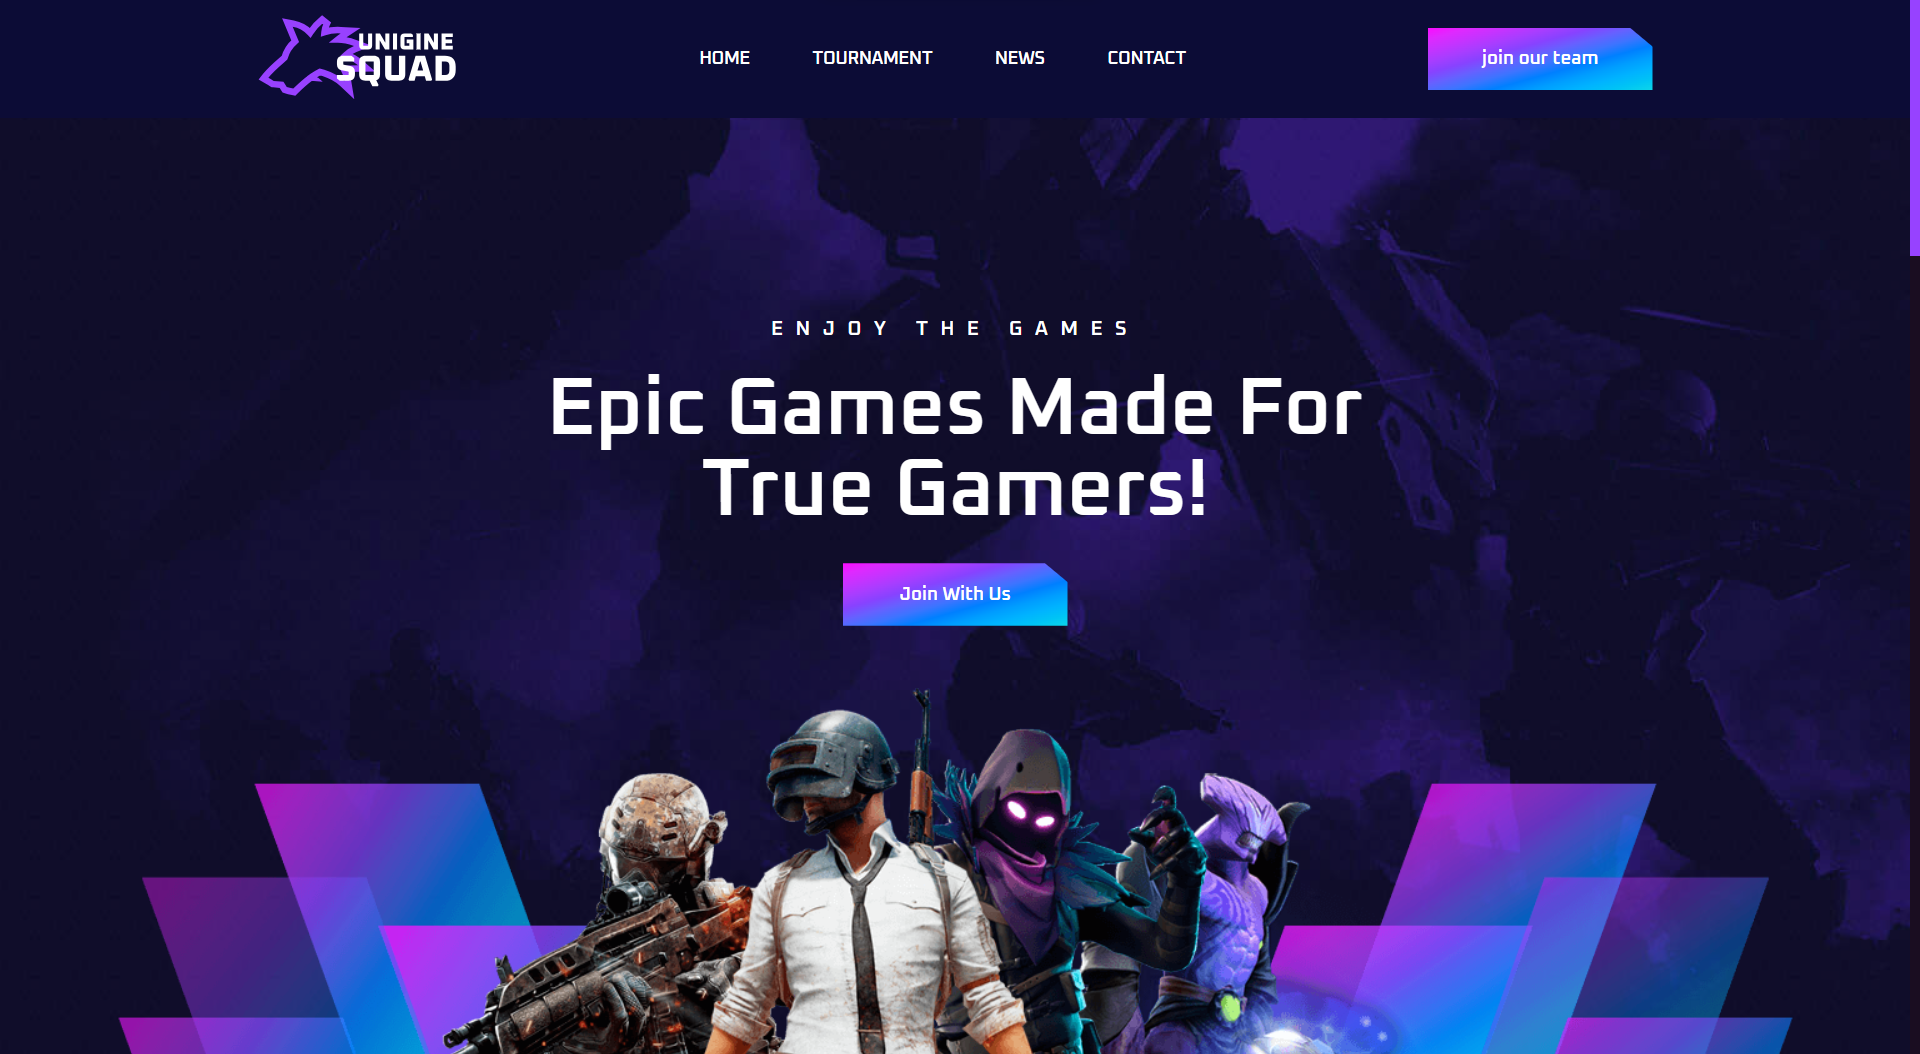 UNIGINE
SQUAD
HOME
TOURNAMENT
NEWS
CONTACT
join our team
ENJOY THE GAMES
Epic Games Made For
True Gamers!
Join With Us